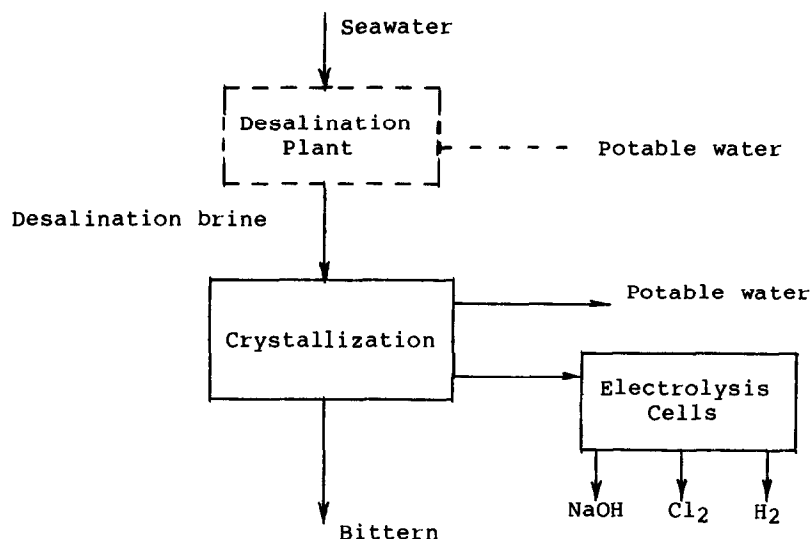 Seawater
Desalination
Plant
Potable water
Desalination brine
Potable water
Crystallization
Electrolysis
Cells
NaOH Cl2 H2
Bittern